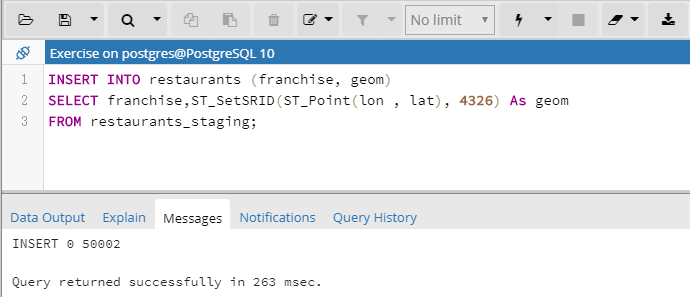 No limit
Exercise on postgres@PostgreSQL 10
1 INSERT INTO restaurants (franchise, geom)
2 SELECT franchise,ST_SetSRID(ST_Point(lon , lat), 4326) As geom
3 FROM restaurants_staging;
Data Output Explain Messages Notifications Query History
INSERT 0 50002
Query returned successfully in 263 msec.